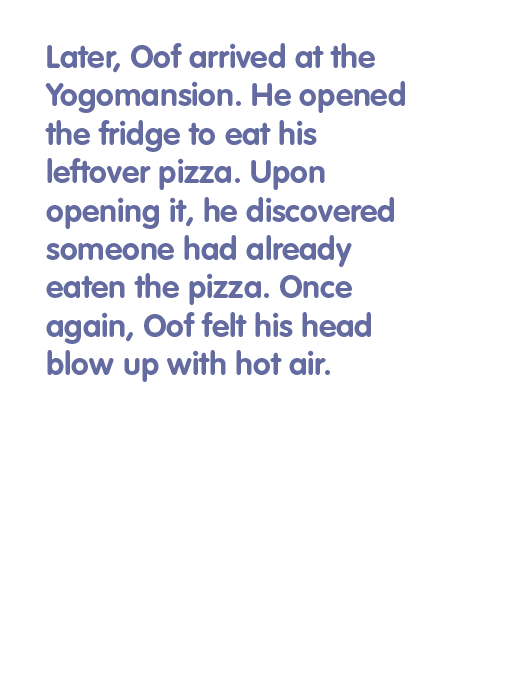 Later, Oof arrived at the
Yogomansion. He opened
the fridge to eat his
leftover pizza. Upon
opening it, he discovered
someone had already
eaten the pizza. Once
again, Oof felt his head
blow up with hot air.